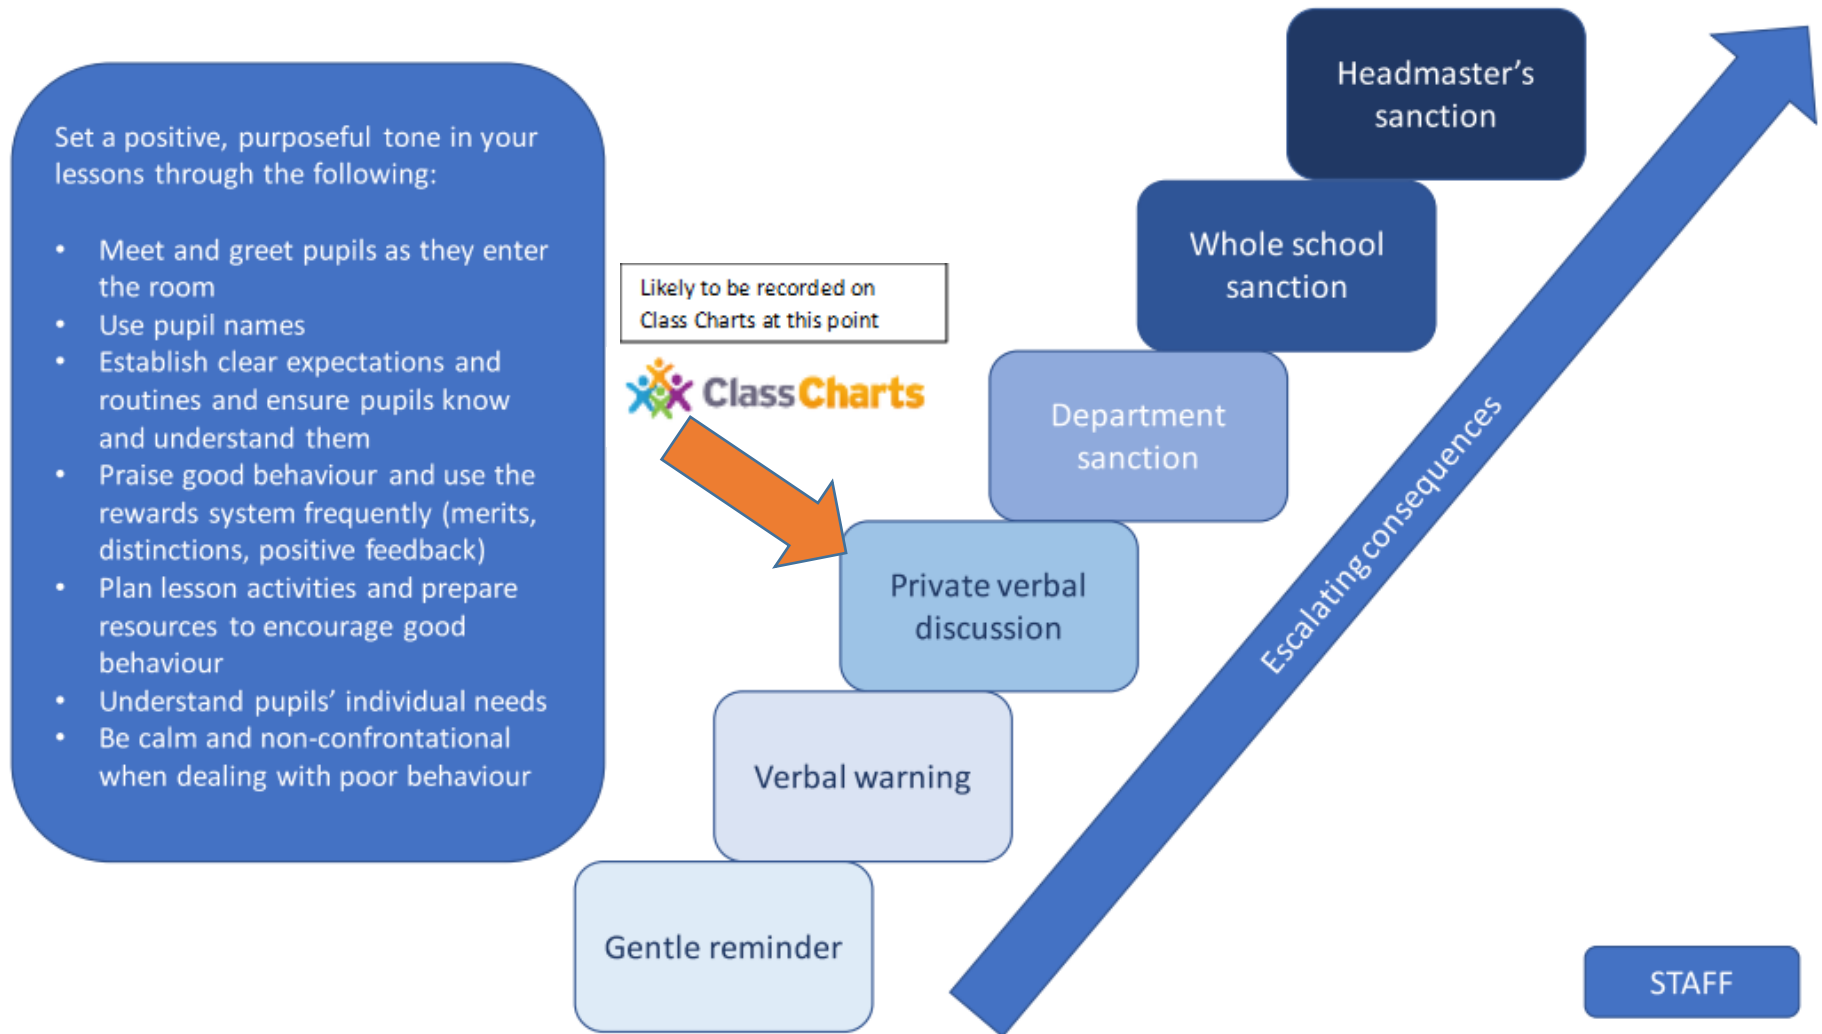 Set a positive, purposeful tone in your
lessons through the following:
• Meet and greet pupils as they enter
the room
• Use pupil names
• Establish clear expectations and
routines and ensure pupils know
and understand them
• Praise good behaviour and use the
rewards system frequently (merits,
distinctions, positive feedback)
• Plan lesson activities and prepare
resources to encourage good
behaviour
• Understand pupils’ individual needs
• Be calm and non-confrontational
when dealing with poor behaviour
Likely to be recorded on
Class Charts at this point
ClassCharts
Headmaster’s
sanction
Whole school
sanction
Department
sanction
Private verbal
discussion
Verbal warning
Gentle reminder
Escalating consequences
STAFF